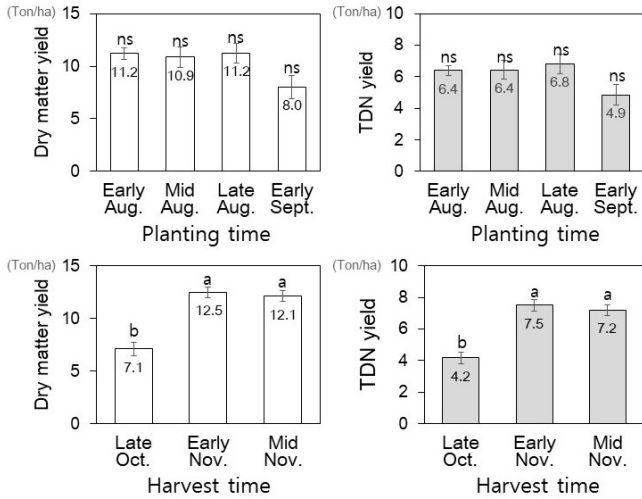 (Ton/ha)
Dry matter yield
15
10
5
0
ns
ns
ns
ns
11.2
10.9
11.2
8.0
Early Aug.
Mid Aug.
Late Aug.
Early Sept.
Planting time
(Ton/ha)
TDN yield
10
8
6
4
2
0
ns
ns
ns
ns
6.4
6.4
6.8
4.9
Early Aug.
Mid Aug.
Late Aug.
Early Sept.
Planting time
(Ton/ha)
Dry matter yield
15
10
5
0
b
a
a
7.1
12.5
12.1
Late Oct.
Early Nov.
Mid Nov.
Harvest time
(Ton/ha)
TDN yield
10
8
6
4
2
0
b
a
a
4.2
7.5
7.2
Late Oct.
Early Nov.
Mid Nov.
Harvest time